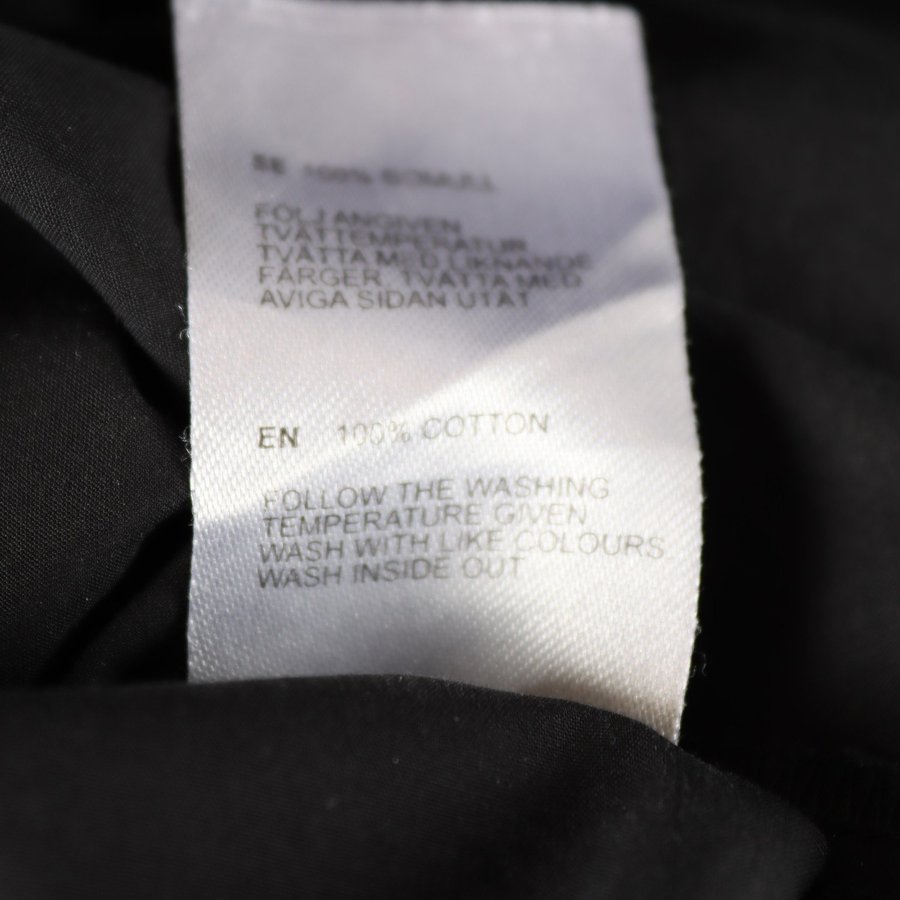 SE 100% BOMULL
FÖLJ ANGIVEN
TVÄTTEMPERATUR
TVÄTTA MED LIKNANDE
FÄRGER. TVÄTTA MED
AVIGA SIDAN UTÅT
EN 100% COTTON
FOLLOW THE WASHING
TEMPERATURE GIVEN
WASH WITH LIKE COLOURS
WASH INSIDE OUT